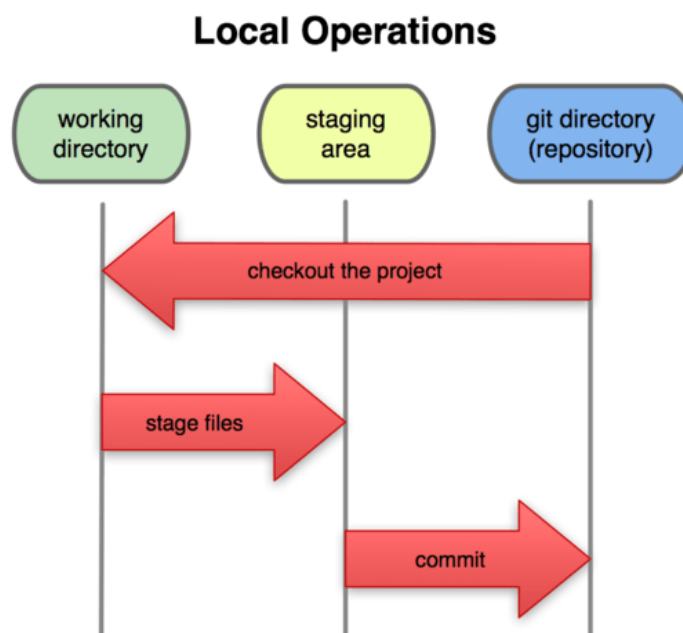 Local Operations
working
directory
staging
area
git directory
(repository)
checkout the project
stage files
commit